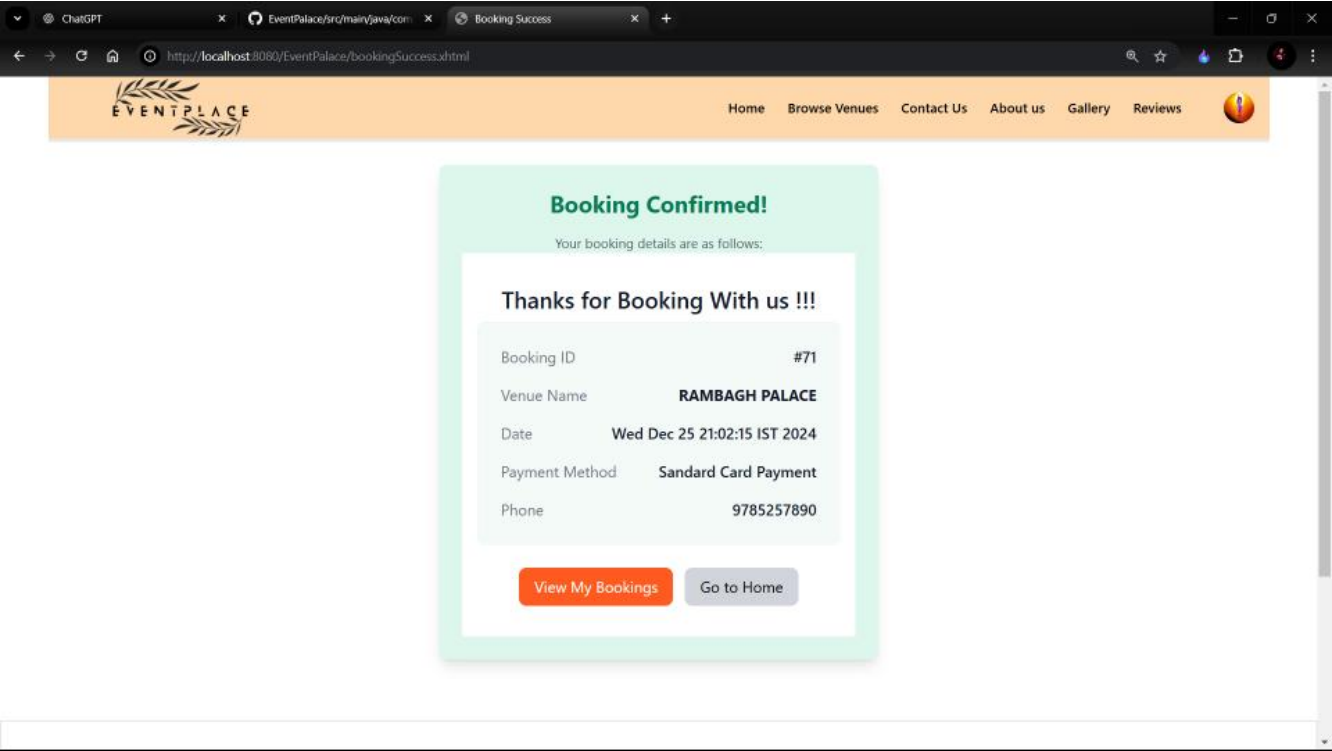 ChatGPT
EventPalace/src/main/java/com
Booking Success
http://localhost:8080/EventPalace/bookingSuccess.xhtml
EVENTPLACE
Home Browse Venues Contact Us About us Gallery Reviews
Booking Confirmed!
Your booking details are as follows:
Thanks for Booking With us !!!
Booking ID #71
Venue Name RAMBAGH PALACE
Date Wed Dec 25 21:02:15 IST 2024
Payment Method Sandard Card Payment
Phone 9785257890
View My Bookings Go to Home